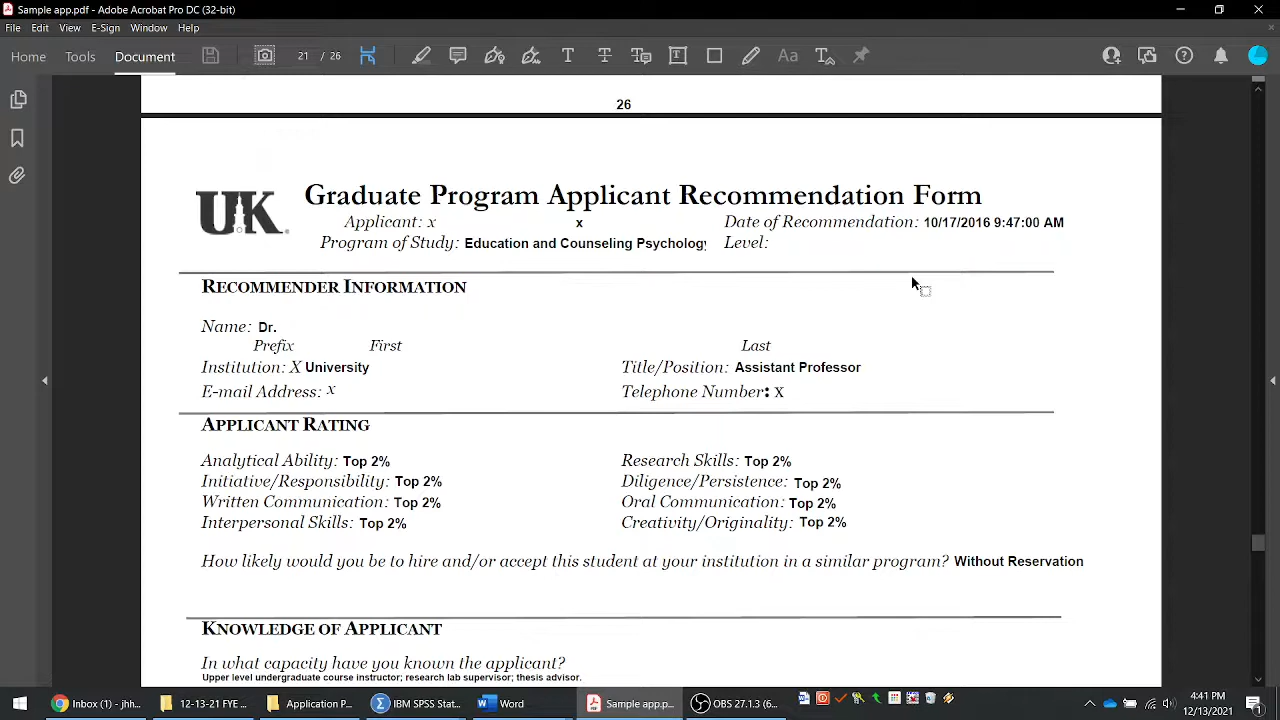 Sample app.pdf - Adobe Acrobat Pro DC (32-bit)
File Edit View E-Sign Window Help
Home Tools Document 21 / 26
26
UK
Graduate Program Applicant Recommendation Form
Applicant: x x Date of Recommendation: 10/17/2016 9:47:00 AM
Program of Study: Education and Counseling Psychology Level:
RECOMMENDER INFORMATION
Name: Dr.
Prefix First Last
Institution: X University Title/Position: Assistant Professor
E-mail Address: x Telephone Number: X
APPLICANT RATING
Analytical Ability: Top 2% Research Skills: Top 2%
Initiative/Responsibility: Top 2% Diligence/Persistence: Top 2%
Written Communication: Top 2% Oral Communication: Top 2%
Interpersonal Skills: Top 2% Creativity/Originality: Top 2%
How likely would you be to hire and/or accept this student at your institution in a similar program? Without Reservation
KNOWLEDGE OF APPLICANT
In what capacity have you known the applicant?
Upper level undergraduate course instructor; research lab supervisor; thesis advisor.
Inbox (1) - jhin... 12-13-21 FYE ... Application P... IBM SPSS Stat... Word Sample app.p... OBS 27.1.3 (6... 4:41 PM
12/13/2021